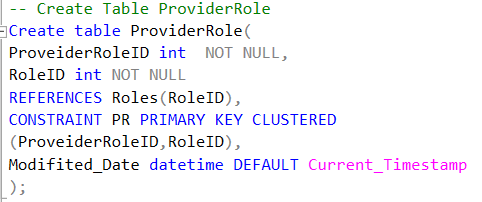 -- Create Table ProviderRole
Create table ProviderRole(
ProveiderRoleID int  NOT NULL,
RoleID int NOT NULL
REFERENCES Roles(RoleID),
CONSTRAINT PR PRIMARY KEY CLUSTERED
(ProveiderRoleID,RoleID),
Modifited_Date datetime DEFAULT Current_Timestamp
);